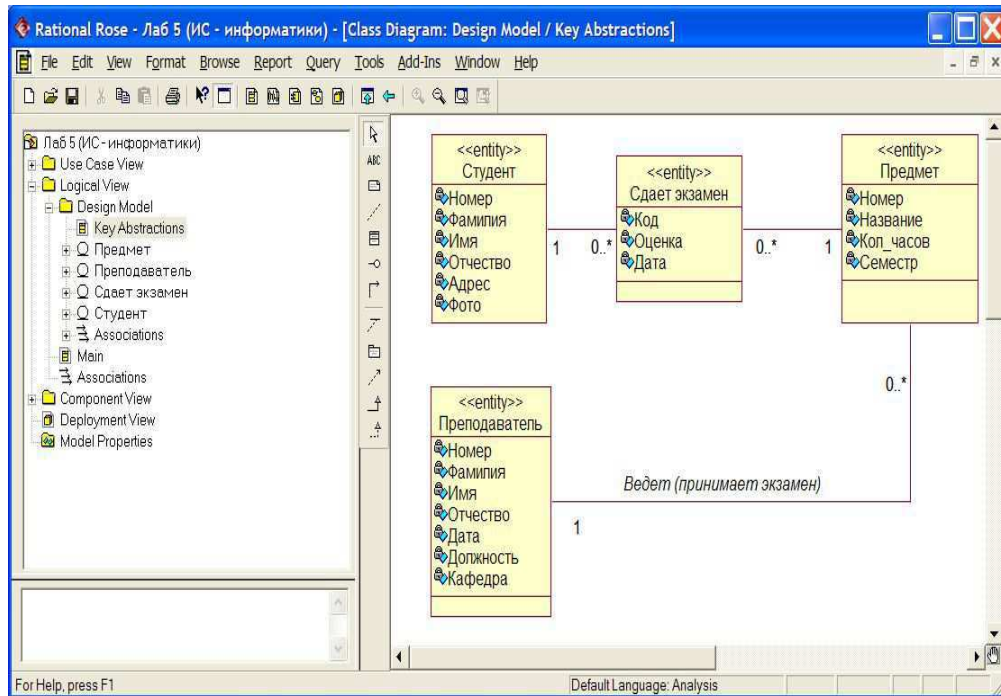 Rational Rose - Лаб 5 (ИС - информатики) - [Class Diagram: Design Model / Key Abstractions]
File Edit View Format Browse Report Query Tools Add-Ins Window Help
Лаб 5 (ИС - информатики)
Use Case View
Logical View
Design Model
Key Abstractions
Предмет
Преподаватель
Сдает экзамен
Студент
Associations
Main
Associations
Component View
Deployment View
Model Properties
ABC
<<entity>>
Студент
Номер
Фамилия
Имя
Отчество
Адрес
Фото
1
0..*
<<entity>>
Сдает экзамен
Код
Оценка
Дата
0..*
1
<<entity>>
Предмет
Номер
Название
Кол_часов
Семестр
0..*
<<entity>>
Преподаватель
Номер
Фамилия
Имя
Отчество
Дата
Должность
Кафедра
Ведет (принимает экзамен)
1
For Help, press F1
Default Language: Analysis